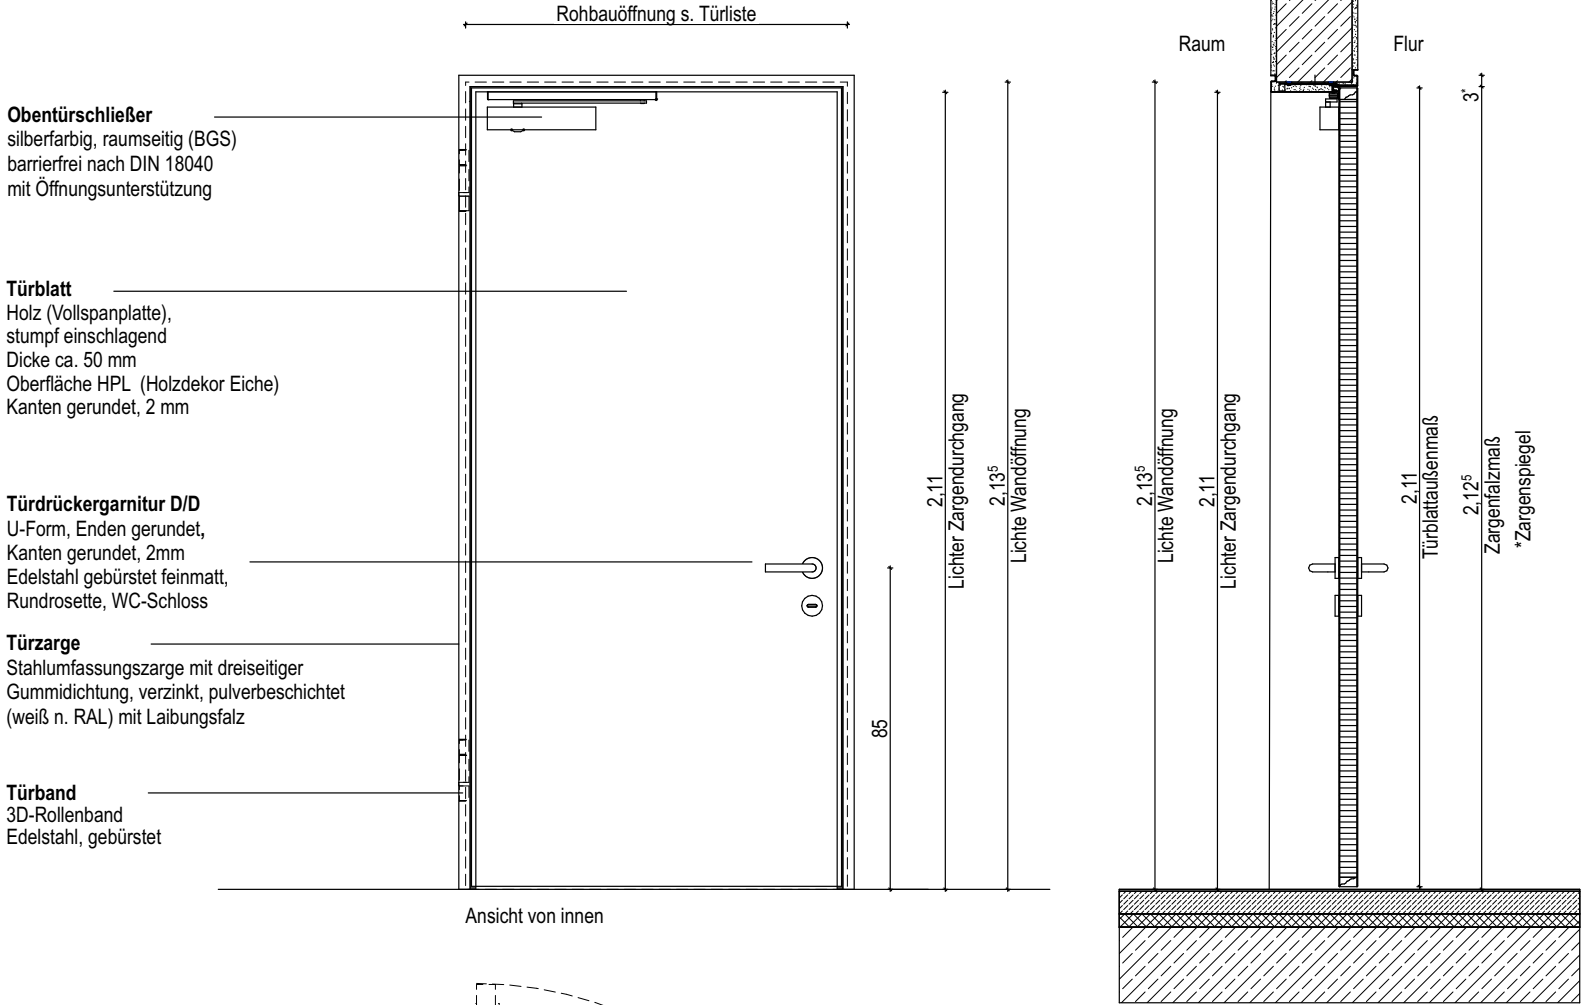 Rohbauöffnung s. Türliste
Obentürschließer
silberfarbig, raumseitig (BGS)
barrierfrei nach DIN 18040
mit Öffnungsunterstützung
Türblatt
Holz (Vollspanplatte),
stumpf einschlagend
Dicke ca. 50 mm
Oberfläche HPL (Holzdekor Eiche)
Kanten gerundet, 2 mm
Türdrückergarnitur D/D
U-Form, Enden gerundet,
Kanten gerundet, 2mm
Edelstahl gebürstet feinmatt,
Rundrosette, WC-Schloss
Türzarge
Stahlumfassungszarge mit dreiseitiger
Gummidichtung, verzinkt, pulverbeschichtet
(weiß n. RAL) mit Laibungsfalz
Türband
3D-Rollenband
Edelstahl, gebürstet
85
2,11
Lichter Zargendurchgang
2,13⁵
Lichte Wandöffnung
Ansicht von innen
Raum
Flur
2,13⁵
Lichte Wandöffnung
2,11
Lichter Zargendurchgang
2,11
Türblattaußenmaß
3*
2,12⁵
Zargenfalzmaß
*Zargenspiegel